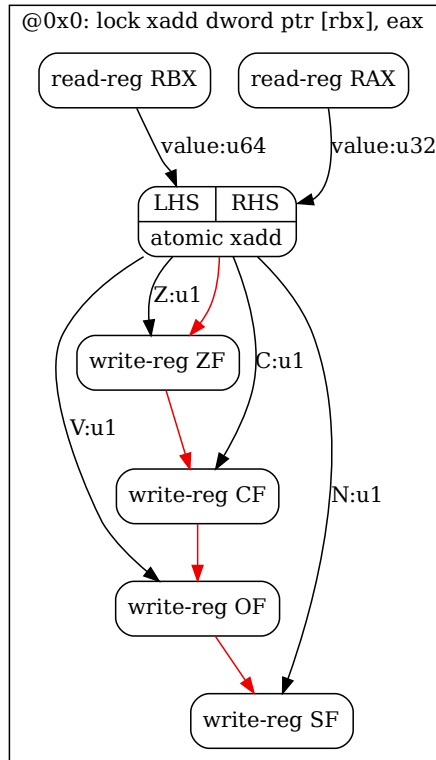 @0x0: lock xadd dword ptr [rbx], eax
read-reg RBX
read-reg RAX
value:u64
value:u32
LHS
RHS
atomic xadd
Z:u1
write-reg ZF
C:u1
V:u1
write-reg CF
N:u1
write-reg OF
write-reg SF